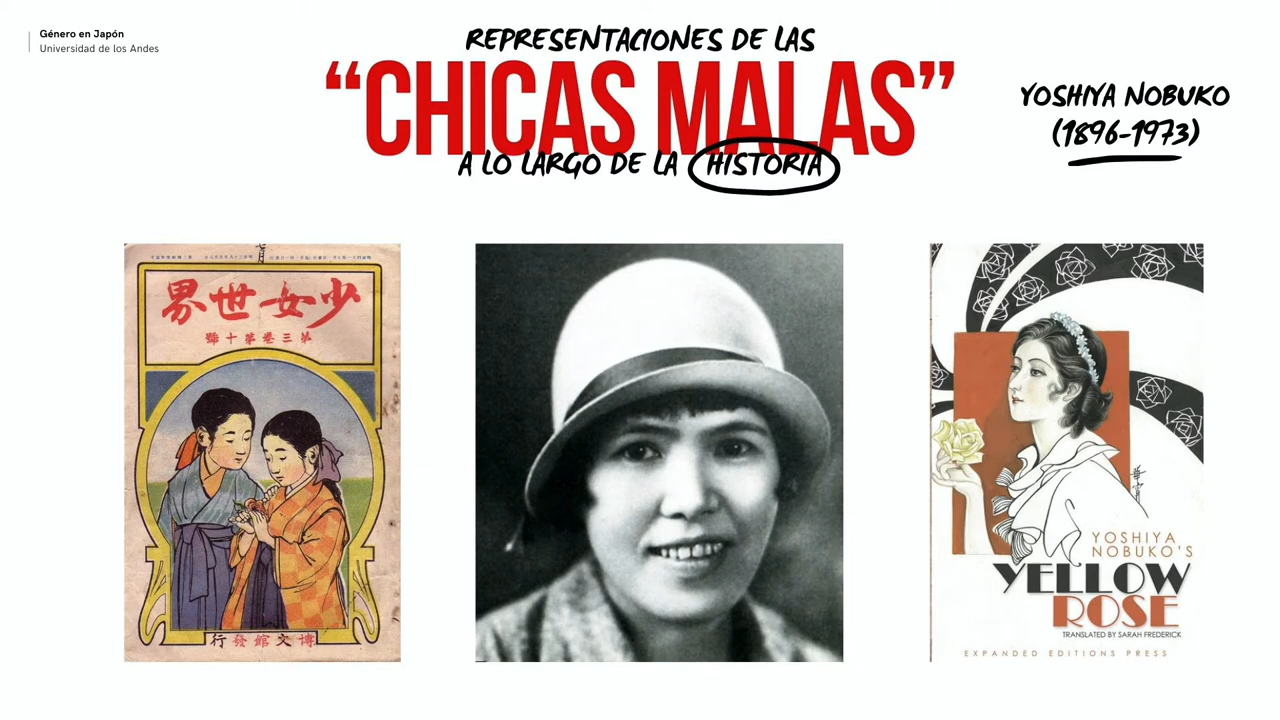 Género en Japón
Universidad de los Andes
REPRESENTACIONES DE LAS
“CHICAS MALAS”
A LO LARGO DE LA HISTORIA
YOSHIYA NOBUKO
(1896-1973)
界世女少
號十第卷三第
行發館文博
YOSHIYA
NOBUKO'S
YELLOW
ROSE
TRANSLATED BY SARAH FREDERICK
EXPANDED EDITIONS PRESS